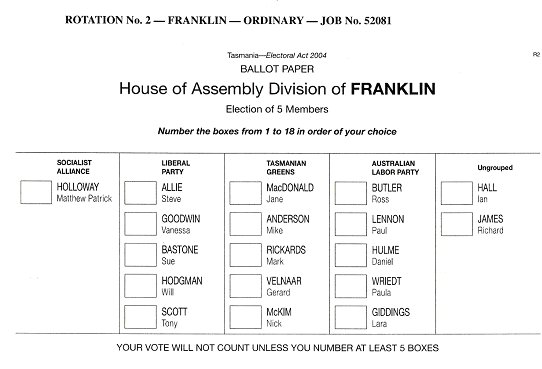 ROTATION No. 2 — FRANKLIN — ORDINARY — JOB No. 52081
Tasmania—Electoral Act 2004
R2
BALLOT PAPER
House of Assembly Division of FRANKLIN
Election of 5 Members
Number the boxes from 1 to 18 in order of your choice
SOCIALIST
ALLIANCE
HOLLOWAY
Matthew Patrick
LIBERAL
PARTY
ALLIE
Steve
GOODWIN
Vanessa
BASTONE
Sue
HODGMAN
Will
SCOTT
Tony
TASMANIAN
GREENS
MacDONALD
Jane
ANDERSON
Mike
RICKARDS
Mark
VELNAAR
Gerard
McKIM
Nick
AUSTRALIAN
LABOR PARTY
BUTLER
Ross
LENNON
Paul
HULME
Daniel
WRIEDT
Paula
GIDDINGS
Lara
Ungrouped
HALL
Ian
JAMES
Richard
YOUR VOTE WILL NOT COUNT UNLESS YOU NUMBER AT LEAST 5 BOXES